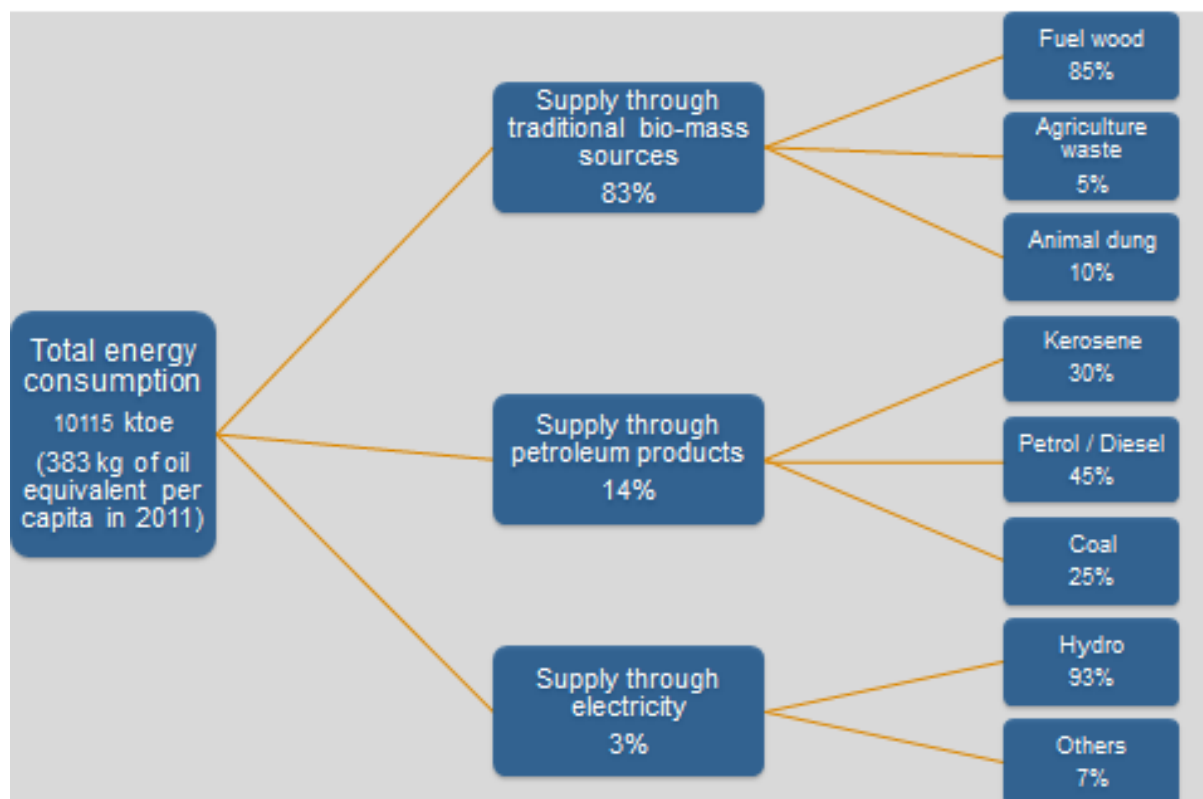 Total energy
consumption
10115 ktoe
(383 kg of oil
equivalent per
capita in 2011)
Supply through
traditional bio-mass
sources
83%
Fuel wood
85%
Agriculture
waste
5%
Animal dung
10%
Supply through
petroleum products
14%
Kerosene
30%
Petrol / Diesel
45%
Coal
25%
Supply through
electricity
3%
Hydro
93%
Others
7%